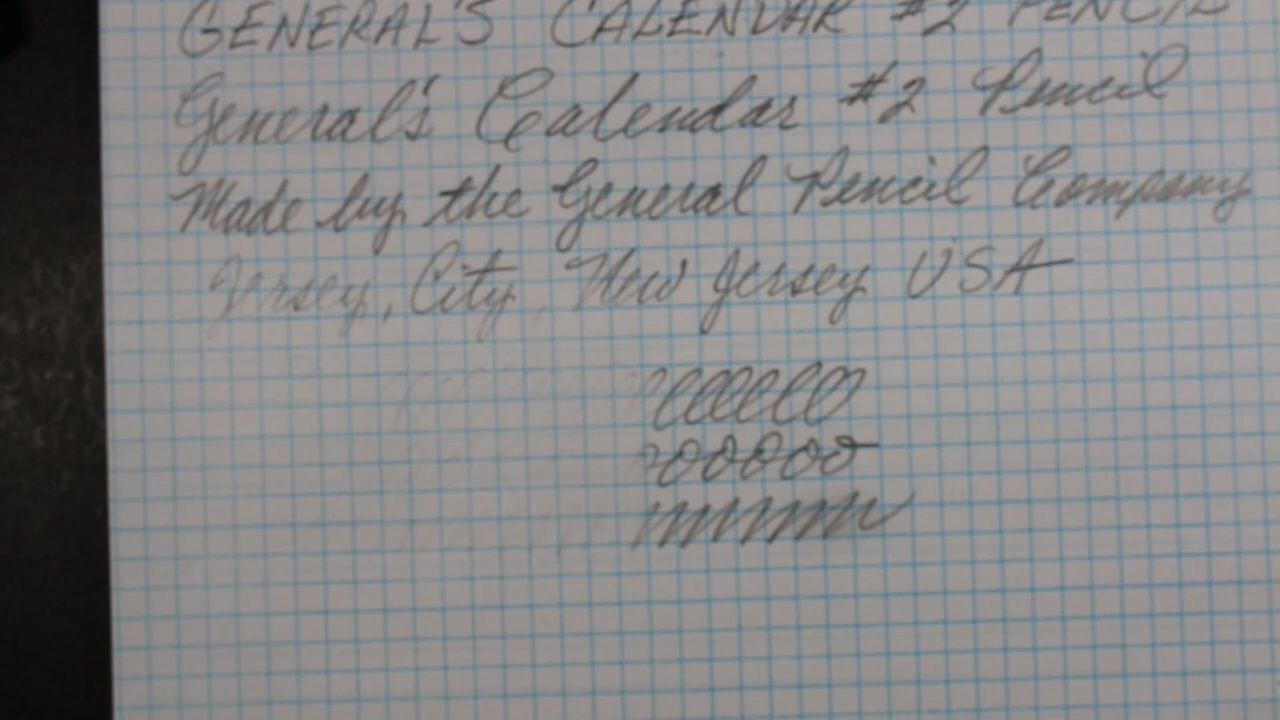 GENERAL'S CALENDAR #2 PENCIL
General's Calendar #2 Pencil
Made by the General Pencil Company
Jersey, City, New Jersey USA